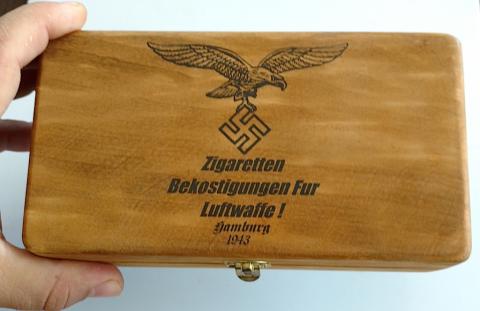 Zigaretten
Bekostigungen Fur
Luftwaffe !
Hamburg
1943